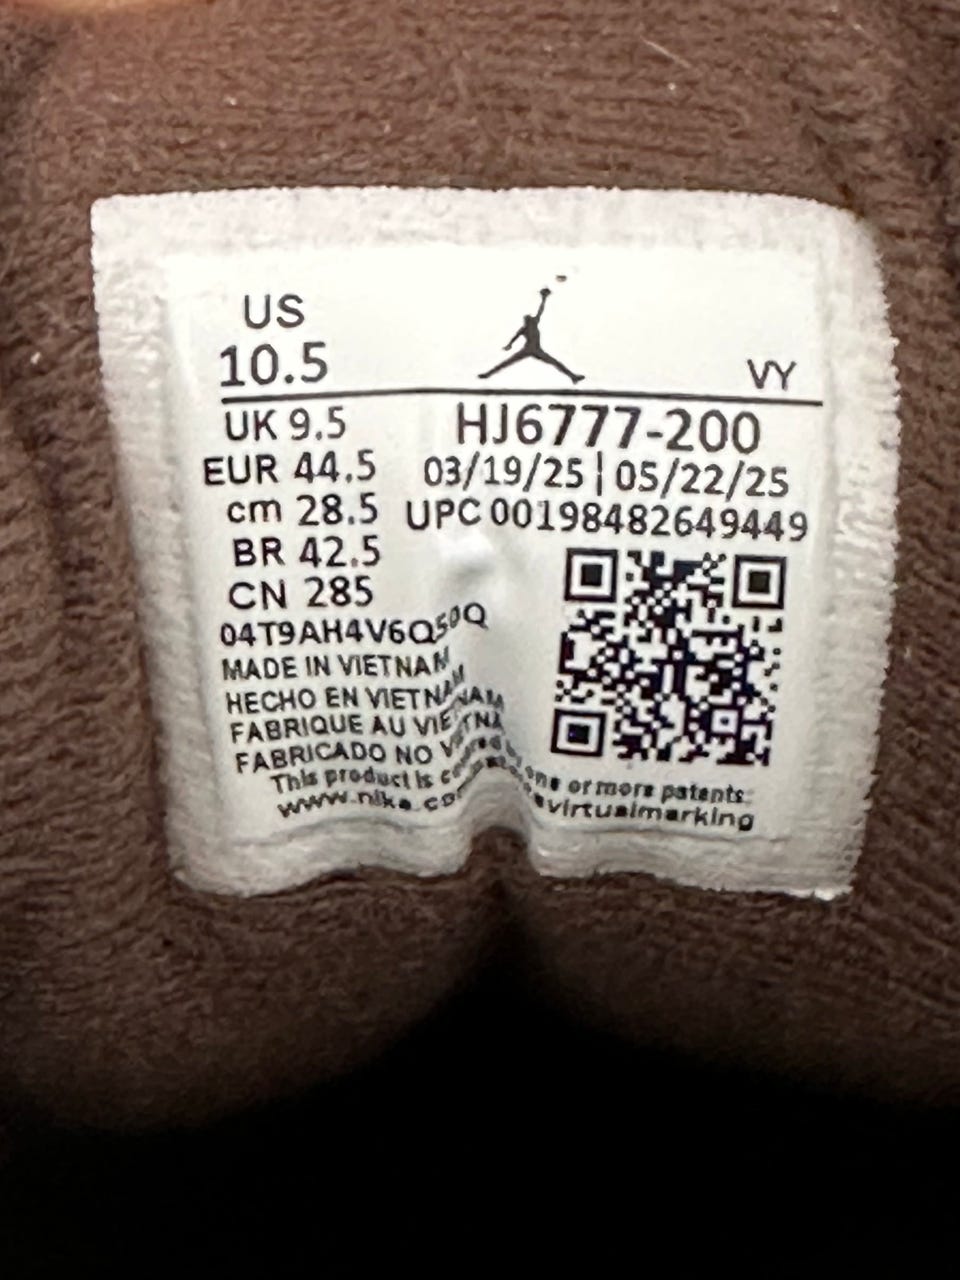 US
10.5
VY
UK 9.5
HJ6777-200
EUR 44.5
03/19/25 | 05/22/25
cm 28.5
UPC 00198482649449
BR 42.5
CN 285
04T9AH4V6Q50Q
MADE IN VIETNAM
HECHO EN VIETNAM
FABRIQUE AU VIETNAM
FABRICADO NO
This product is covered by one or more patents:
www.nike.com
virtualmarking